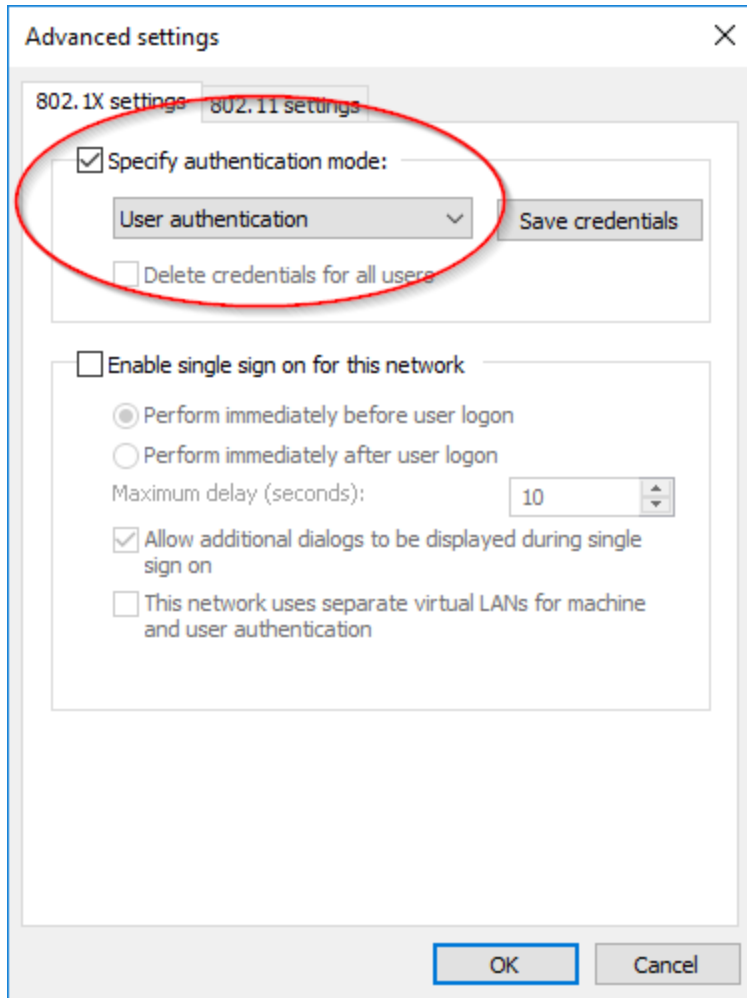 Advanced settings
802.1X settings
802.11 settings
Specify authentication mode:
User authentication
Save credentials
Delete credentials for all users
Enable single sign on for this network
Perform immediately before user logon
Perform immediately after user logon
Maximum delay (seconds):
10
Allow additional dialogs to be displayed during single
sign on
This network uses separate virtual LANs for machine
and user authentication
OK
Cancel